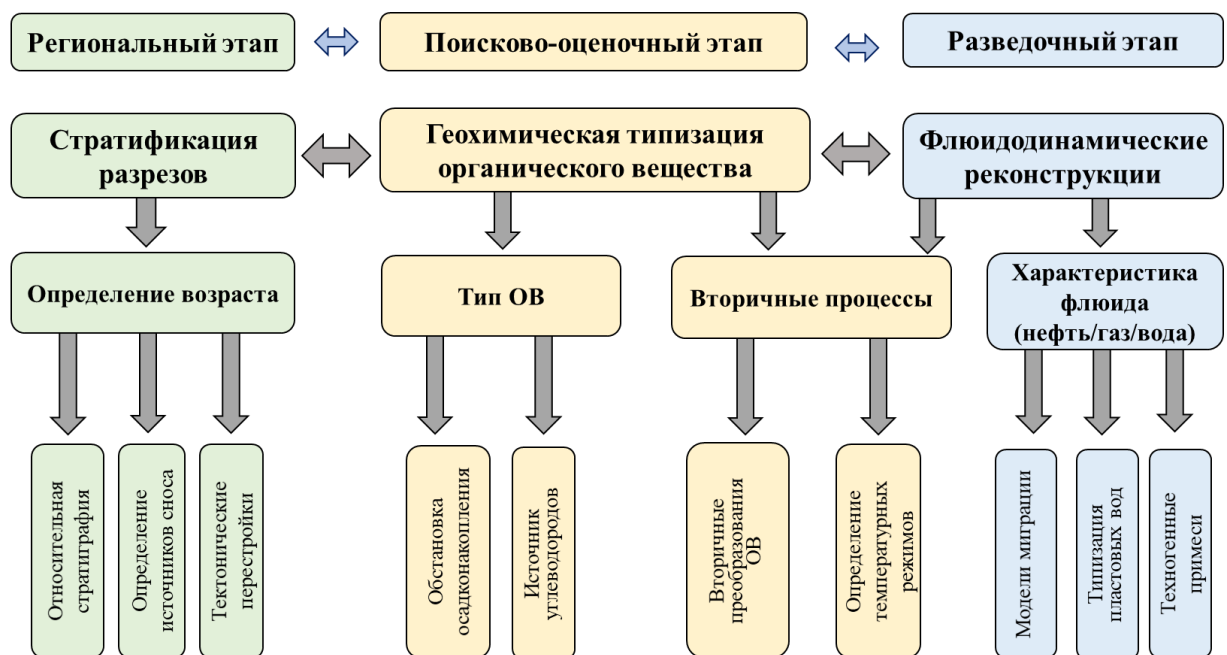 Региональный этап
Поисково-оценочный этап
Разведочный этап
Стратификация
разрезов
Геохимическая типизация
органического вещества
Флюидодинамические
реконструкции
Определение возраста
Тип ОВ
Вторичные процессы
Характеристика
флюида
(нефть/газ/вода)
Относительная
стратиграфия
Определение
источников сноса
Тектонические
перестройки
Обстановка
осадконакопления
Источник
углеводородов
Вторичные
преобразования
ОВ
Определение
температурных
режимов
Модели миграции
Типизация
пластовых вод
Техногенные
примеси